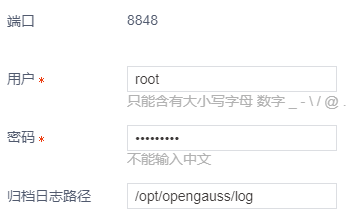 端口 8848
用户 * root
只能含有大小写字母 数字 _ - \ / @ .
密码 * •••••••••
不能输入中文
归档日志路径 /opt/opengauss/log